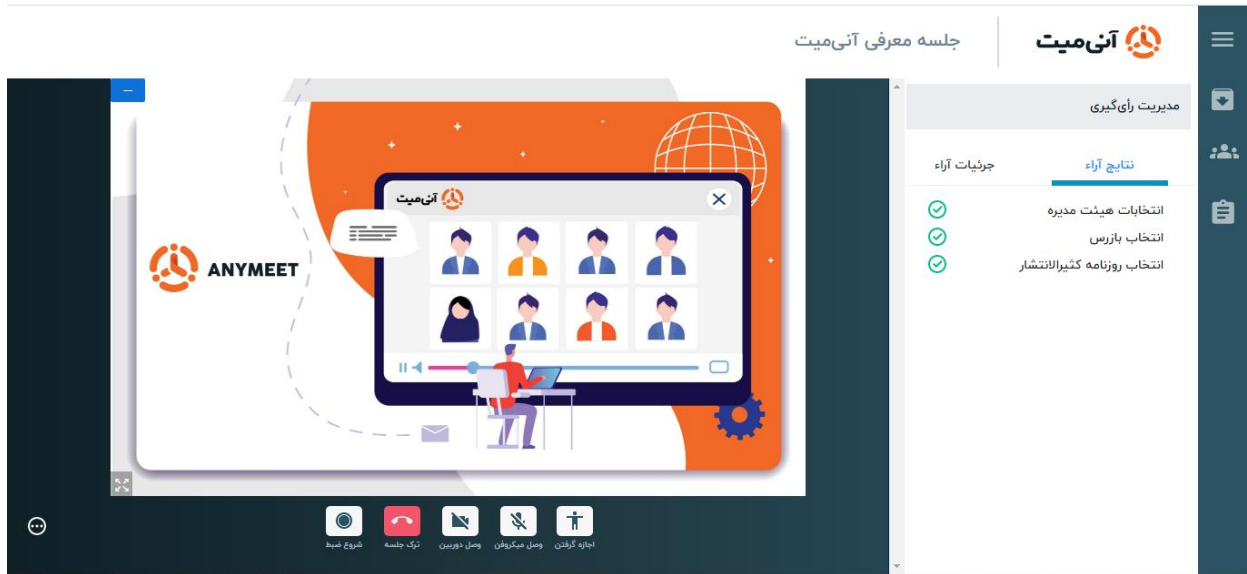 آنی‌میت
جلسه معرفی آنی‌میت
مدیریت رأی‌گیری
نتایج آراء
جرئیات آراء
انتخابات هیئت مدیره
انتخاب بازرس
انتخاب روزنامه کثیرالانتشار
آنی‌میت
ANYMEET
اجازه گرفتن
وصل میکروفن
وصل دوربین
ترک جلسه
شروع ضبط